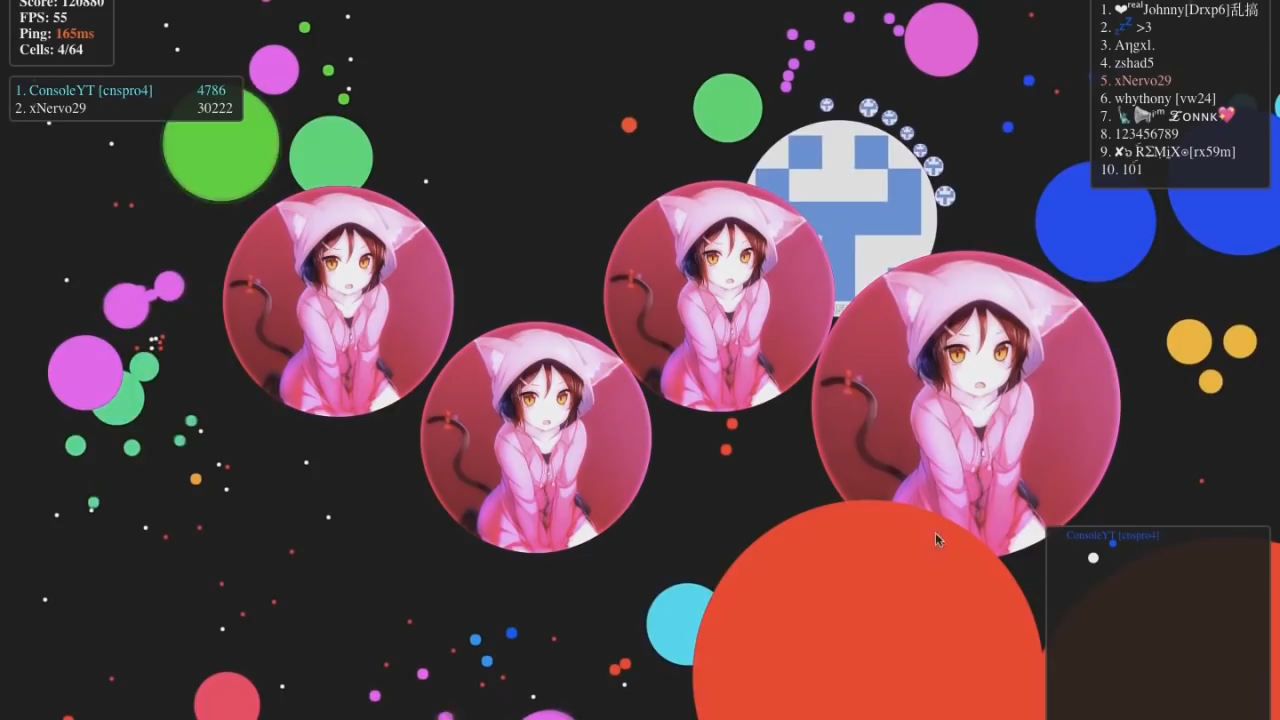 Score: 120880
FPS: 55
Ping: 165ms
Cells: 4/64
1. ConsoleYT [cnspro4] 4786
2. xNervo29 30222
1. ❤ʳᵉᵃˡJohnny[Drxp6]乱搞
2. 💤 >3
3. Aηgxl.
4. zshad5
5. xNervo29
6. whythony [vw24]
8. 123456789
10. 101
ConsoleYT [cnspro4]